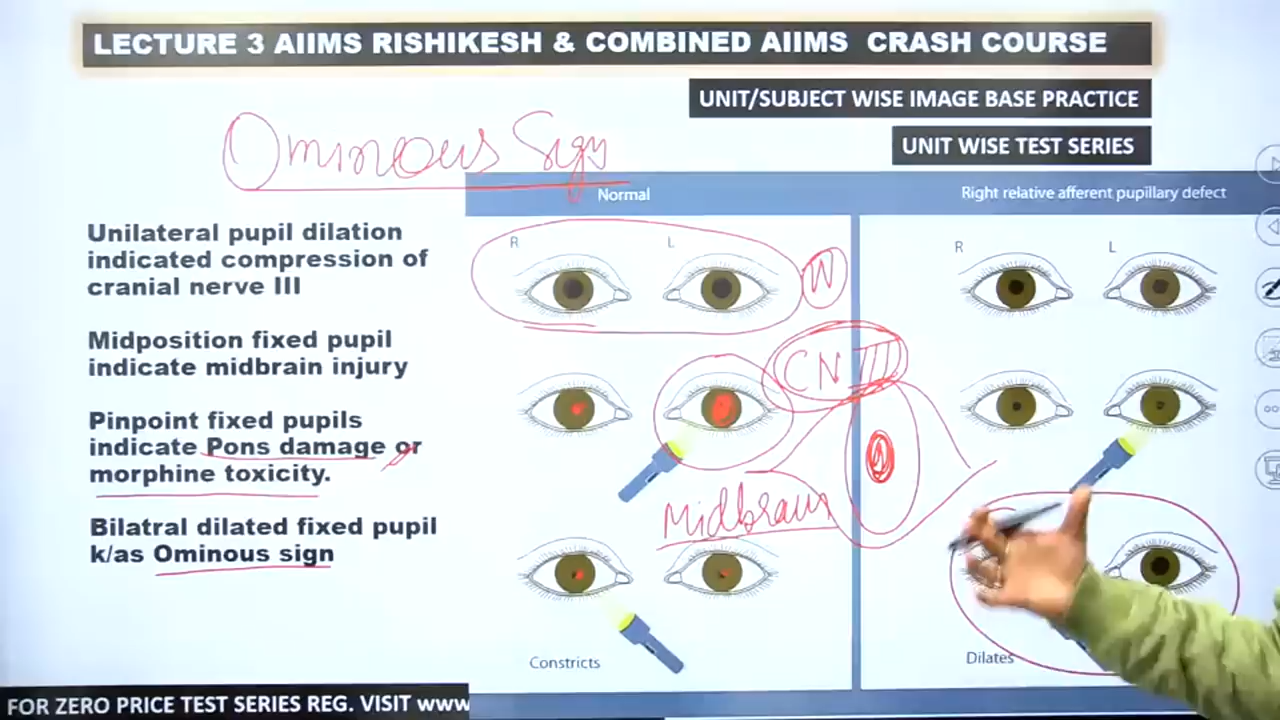 LECTURE 3 AIIMS RISHIKESH & COMBINED AIIMS CRASH COURSE
UNIT/SUBJECT WISE IMAGE BASE PRACTICE
UNIT WISE TEST SERIES
Ominous Sign
Normal
Right relative afferent pupillary defect
Unilateral pupil dilation
indicated compression of
cranial nerve III
Midposition fixed pupil
indicate midbrain injury
Pinpoint fixed pupils
indicate Pons damage or
morphine toxicity.
Bilatral dilated fixed pupil
k/as Ominous sign
R
L
N
R
L
CN III
Midbrain
Constricts
Dilates
FOR ZERO PRICE TEST SERIES REG. VISIT www